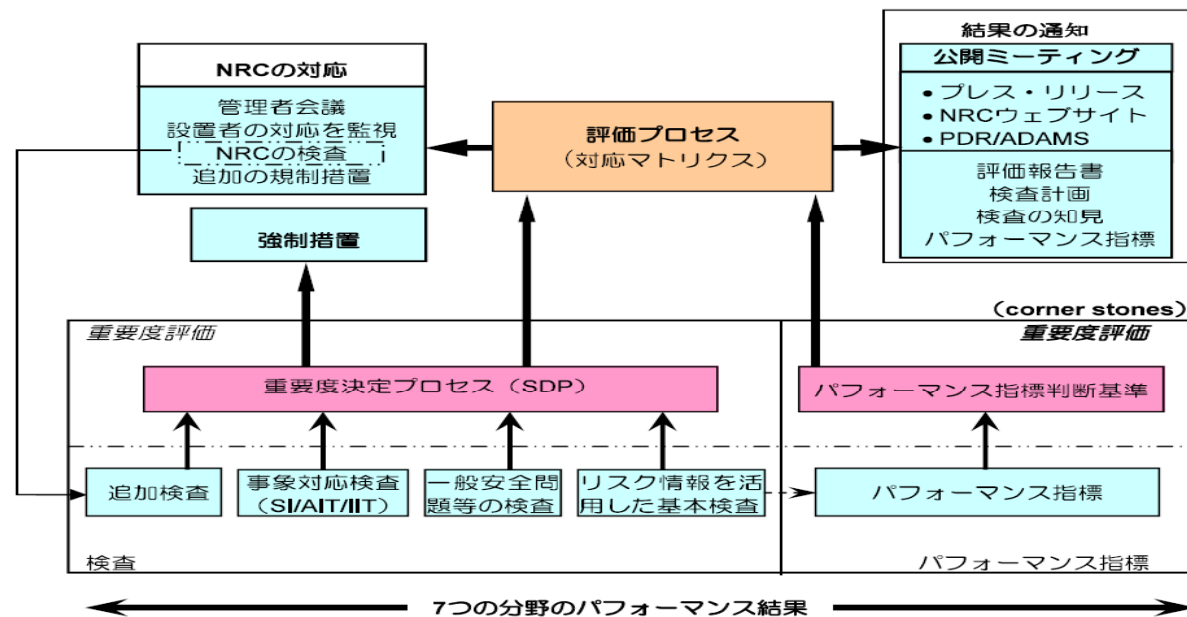 結果の通知
公開ミーティング
• プレス・リリース
• NRCウェブサイト
• PDR/ADAMS
評価報告書
検査計画
検査の知見
パフォーマンス指標
NRCの対応
管理者会議
設置者の対応を監視
NRCの検査
追加の規制措置
評価プロセス
（対応マトリクス）
強制措置
（corner stones）
重要度評価
重要度評価
重要度決定プロセス（SDP）
パフォーマンス指標判断基準
追加検査
事象対応検査
（SI/AIT/IIT）
一般安全問
題等の検査
リスク情報を活
用した基本検査
パフォーマンス指標
検査
パフォーマンス指標
7つの分野のパフォーマンス結果